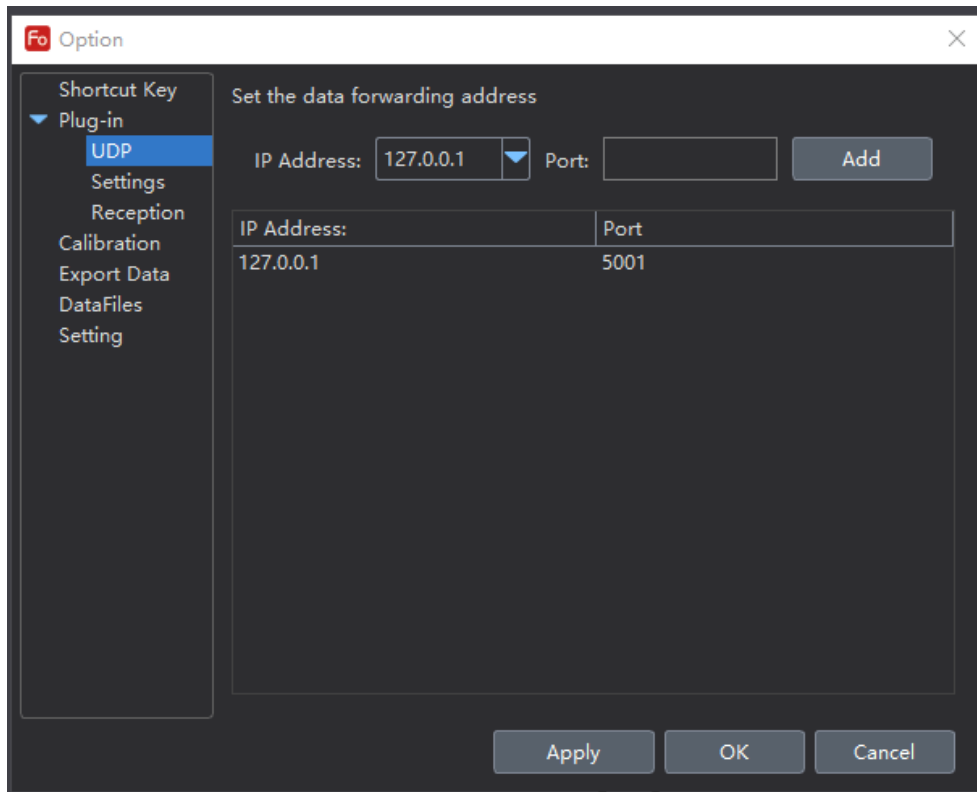 Fo Option
Shortcut Key
Plug-in
UDP
Settings
Reception
Calibration
Export Data
DataFiles
Setting
Set the data forwarding address
IP Address: 127.0.0.1 Port: Add
IP Address: Port
127.0.0.1 5001
Apply OK Cancel